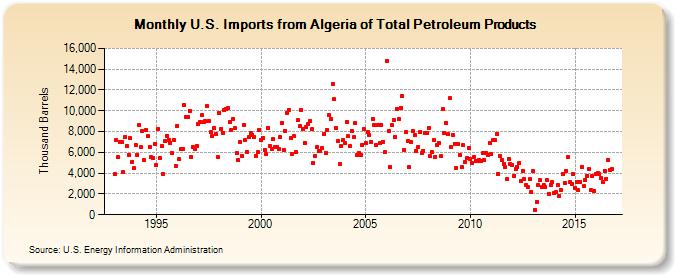 Monthly U.S. Imports from Algeria of Total Petroleum Products
Thousand Barrels
16,000
14,000
12,000
10,000
8,000
6,000
4,000
2,000
0
1995 2000 2005 2010 2015
Source: U.S. Energy Information Administration